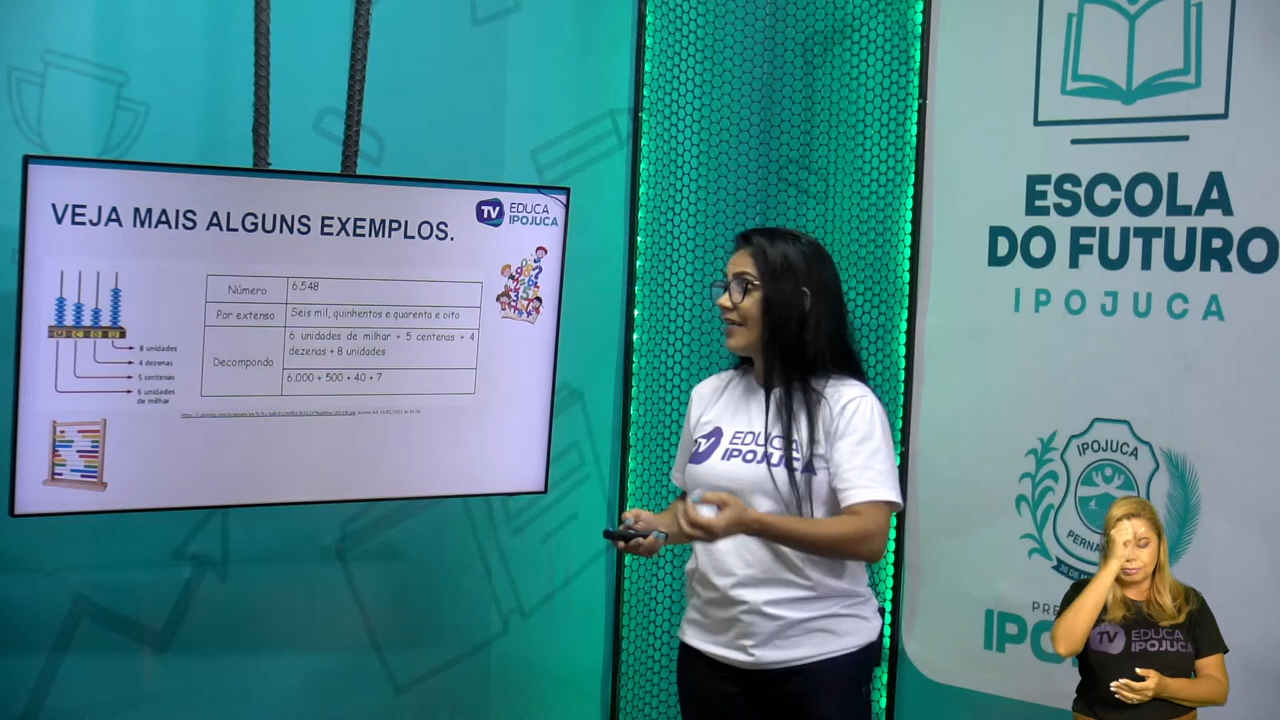 VEJA MAIS ALGUNS EXEMPLOS.
TV EDUCA
IPOJUCA
Número 6.548
Por extenso Seis mil, quinhentos e quarenta e oito
Decompondo
6 unidades de milhar + 5 centenas + 4
dezenas + 8 unidades
6.000 + 500 + 40 + 7
M C D U
8 unidades
4 dezenas
5 centenas
6 unidades
de milhar
TV EDUCA
IPOJUCA
ESCOLA
DO FUTURO
IPOJUCA
IPOJUCA
TV EDUCA
IPOJUCA